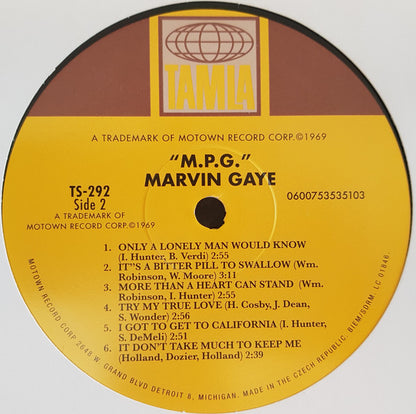 TAMLA
A TRADEMARK OF MOTOWN RECORD CORP.©1969
"M.P.G."
MARVIN GAYE
TS-292
Side 2
A TRADEMARK OF
MOTOWN RECORD CORP.©1969
0600753535103
1. ONLY A LONELY MAN WOULD KNOW
(I. Hunter, B. Verdi) 2:55
2. IT"S A BITTER PILL TO SWALLOW (Wm.
Robinson, W. Moore) 3:11
3. MORE THAN A HEART CAN STAND (Wm.
Robinson, I. Hunter) 2:55
4. TRY MY TRUE LOVE (H. Cosby, J. Dean,
S. Wonder) 2:56
5. I GOT TO GET TO CALIFORNIA (I. Hunter,
S. DeMeli) 2:51
6. IT DON'T TAKE MUCH TO KEEP ME
(Holland, Dozier, Holland) 2:39
MOTOWN RECORD CORP 2648 W. GRAND BLVD DETROIT 8, MICHIGAN. MADE IN THE CZECH REPUBLIC. BIEM/SDRM. LC 01846